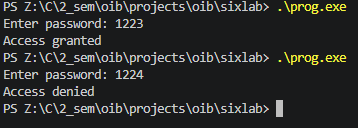 PS Z:\C\2_sem\oib\projects\oib\sixlab> .\prog.exe
Enter password: 1223
Access granted
PS Z:\C\2_sem\oib\projects\oib\sixlab> .\prog.exe
Enter password: 1224
Access denied
PS Z:\C\2_sem\oib\projects\oib\sixlab>